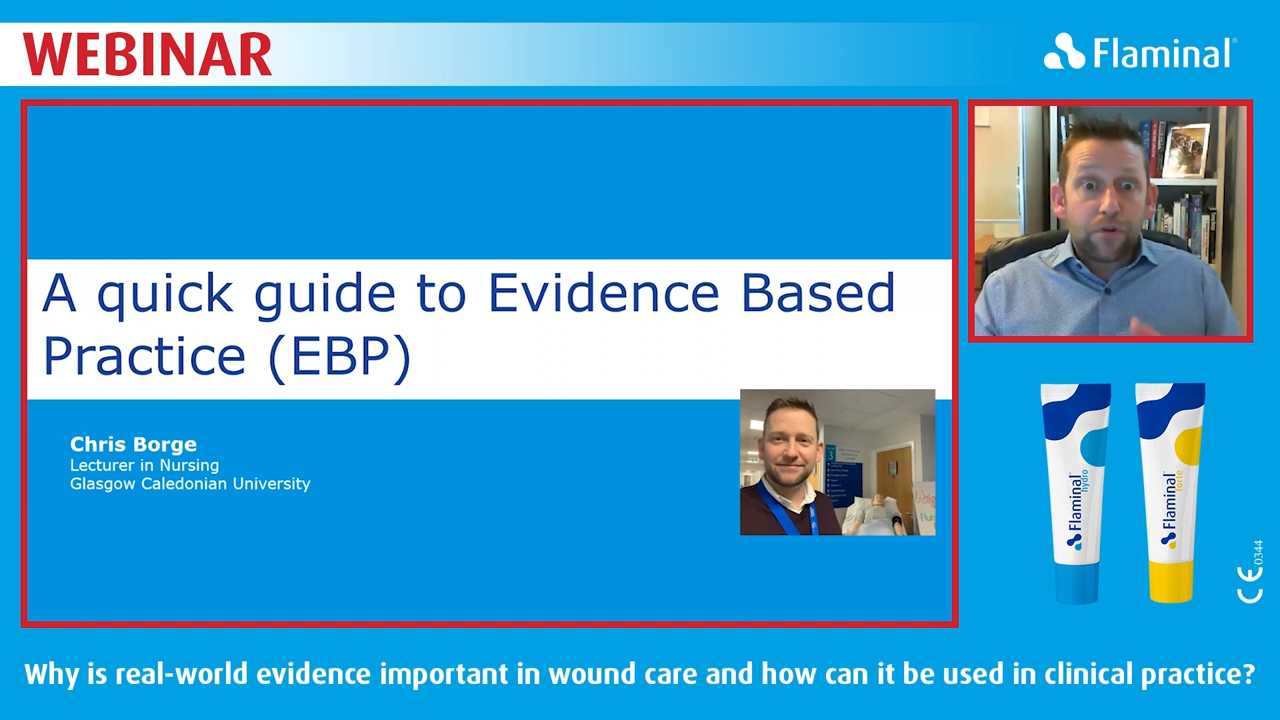 WEBINAR
Flaminal®
A quick guide to Evidence Based
Practice (EBP)
Chris Borge
Lecturer in Nursing
Glasgow Caledonian University
3
Flaminal® hydro
Flaminal® forte
CE 0344
Why is real-world evidence important in wound care and how can it be used in clinical practice?